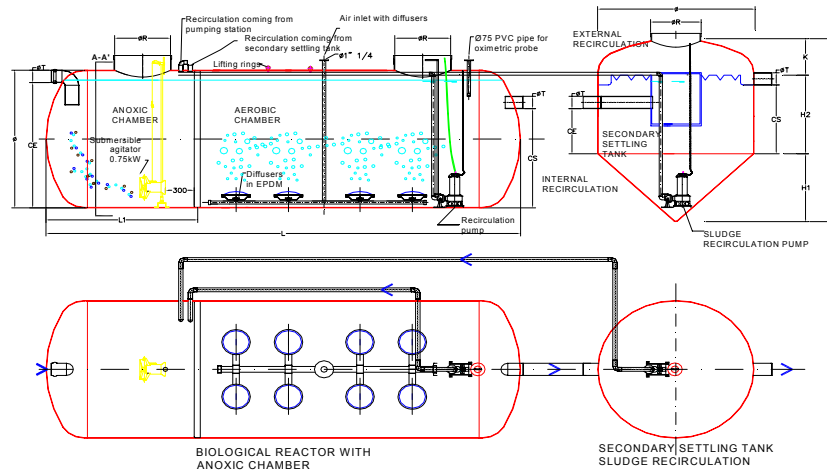 Recirculation coming from
pumping station
Recirculation coming from
secondary settling tank
Lifting rings
Air inlet with diffusers
ø1" 1/4
Ø75 PVC pipe for
oximetric probe
EXTERNAL
RECIRCULATION
A-A'
øR
øR
ø
øR
øT
øT
øT
øT
ANOXIC
CHAMBER
AEROBIC
CHAMBER
Submersible
agitator
0.75kW
300
Diffusers
in EPDM
Recirculation
pump
ø
CE
CS
L1
L
SECONDARY
SETTLING
TANK
INTERNAL
RECIRCULATION
CE
CS
K
H2
H1
SLUDGE
RECIRCULATION PUMP
BIOLOGICAL REACTOR WITH
ANOXIC CHAMBER
SECONDARY SETTLING TANK
SLUDGE RECIRCULATION